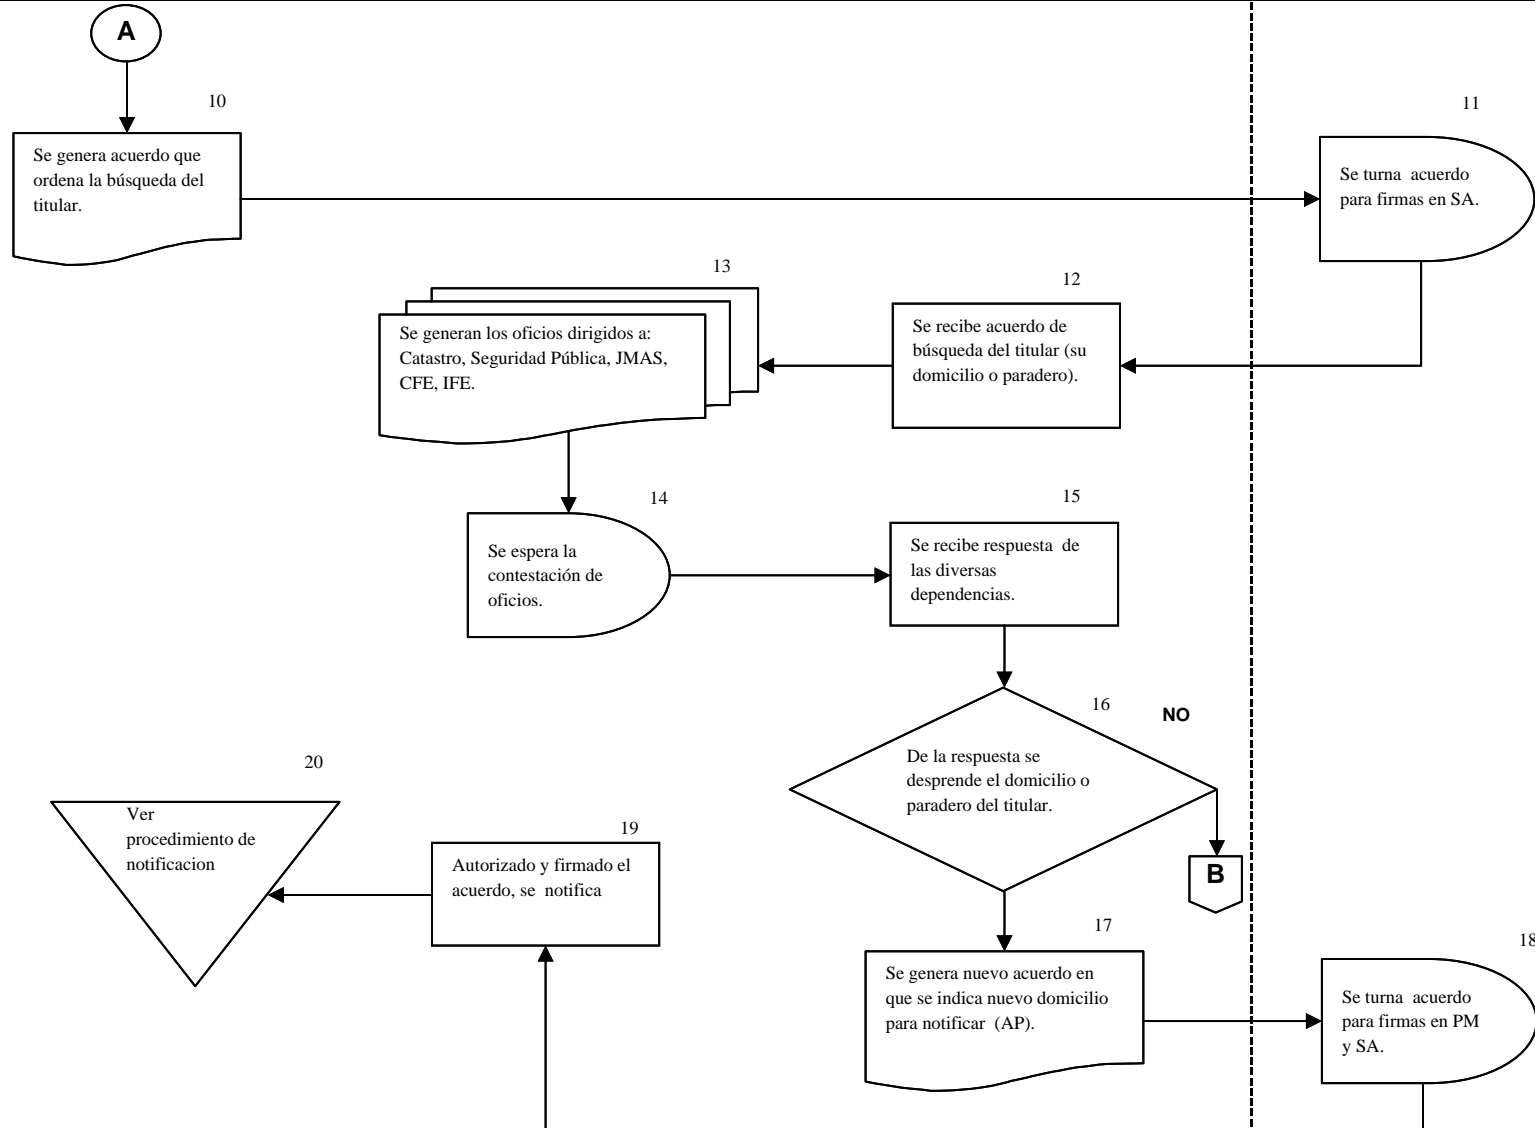 A
10
Se genera acuerdo que
ordena la búsqueda del
titular.
11
Se turna acuerdo
para firmas en SA.
12
Se recibe acuerdo de
búsqueda del titular (su
domicilio o paradero).
13
Se generan los oficios dirigidos a:
Catastro, Seguridad Pública, JMAS,
CFE, IFE.
14
Se espera la
contestación de
oficios.
15
Se recibe respuesta de
las diversas
dependencias.
16
NO
De la respuesta se
desprende el domicilio o
paradero del titular.
B
17
Se genera nuevo acuerdo en
que se indica nuevo domicilio
para notificar (AP).
18
Se turna acuerdo
para firmas en PM
y SA.
19
Autorizado y firmado el
acuerdo, se notifica
20
Ver
procedimiento de
notificacion